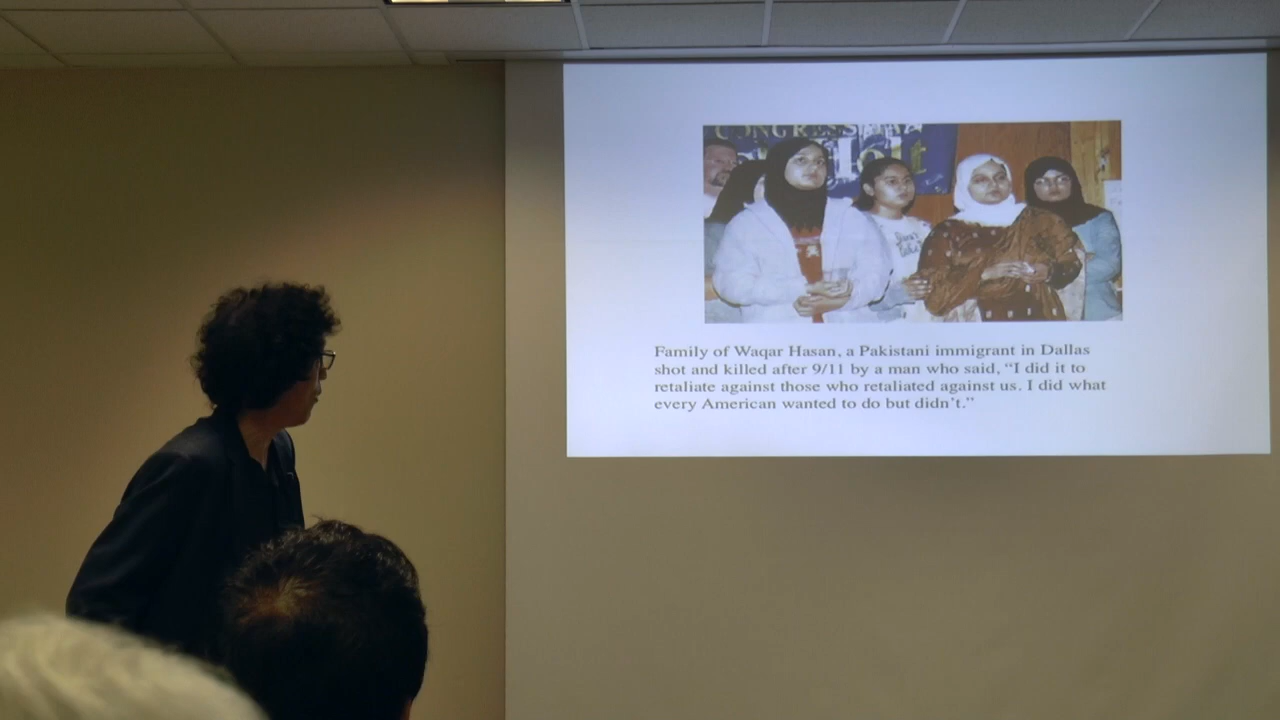 CONGRESSMAN
Family of Waqar Hasan, a Pakistani immigrant in Dallas
shot and killed after 9/11 by a man who said, “I did it to
retaliate against those who retaliated against us. I did what
every American wanted to do but didn’t.”